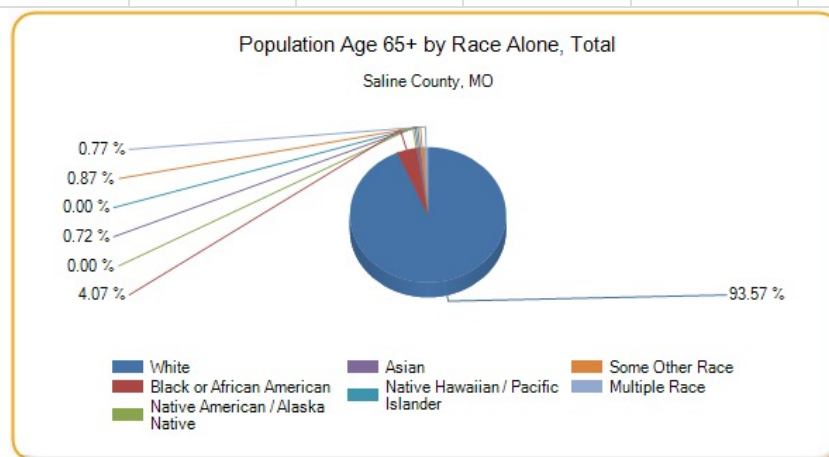 Population Age 65+ by Race Alone, Total
Saline County, MO
0.77 %
0.87 %
0.00 %
0.72 %
0.00 %
4.07 %
93.57 %
White
Black or African American
Native American / Alaska
Native
Asian
Native Hawaiian / Pacific
Islander
Some Other Race
Multiple Race